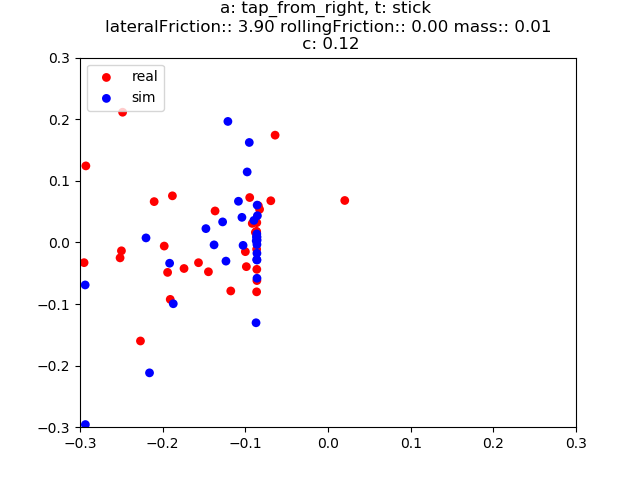 a: tap_from_right, t: stick
lateralFriction:: 3.90 rollingFriction:: 0.00 mass:: 0.01
c: 0.12
real
sim
0.3
0.2
0.1
0.0
−0.1
−0.2
−0.3
−0.3 −0.2 −0.1 0.0 0.1 0.2 0.3